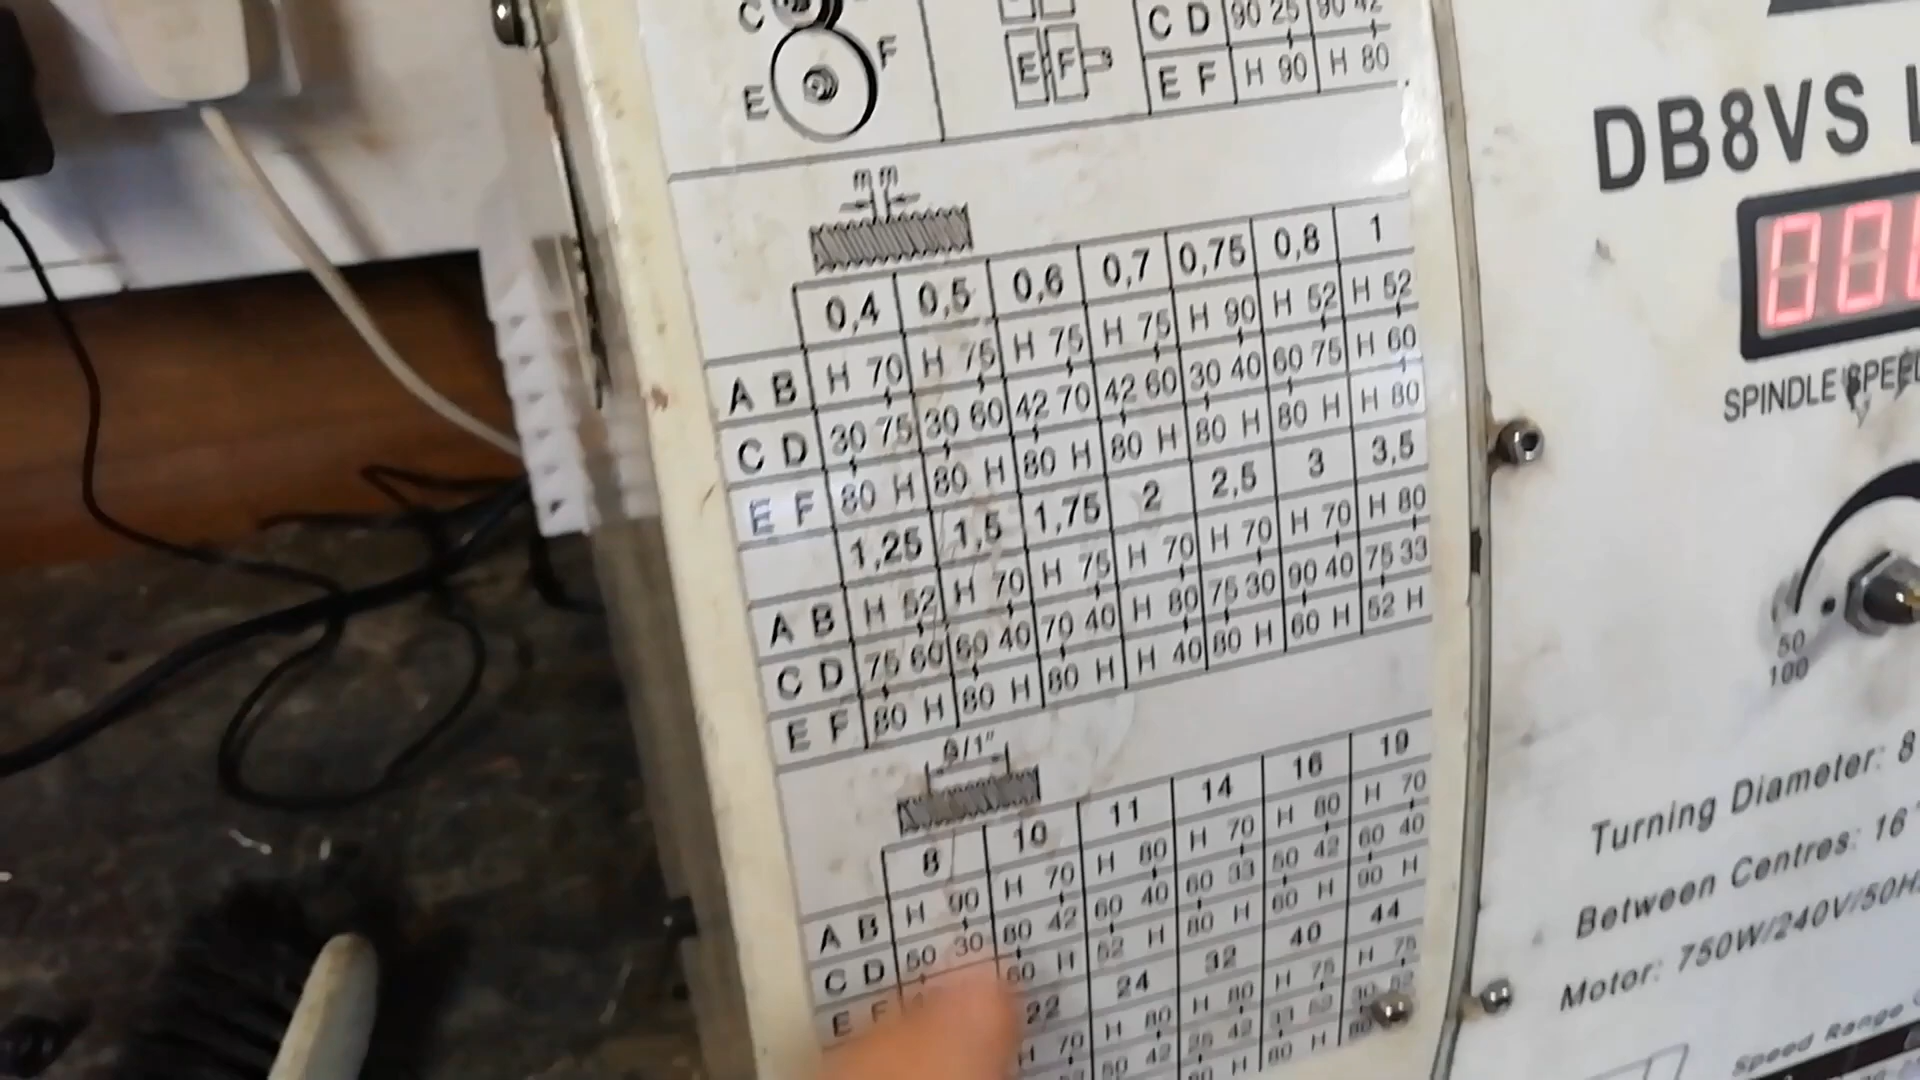 C
E
F
E F
C D 90 25 90 42
E F H 90 H 80
mm
0,4 0,5 0,6 0,7 0,75 0,8 1
A B H 70 H 75 H 75 H 75 H 90 H 52 H 52
C D 30 75 30 60 42 70 42 60 30 40 60 75 H 60
E F 80 H 80 H 80 H 80 H 80 H 80 H H 80
1,25 1,5 1,75 2 2,5 3 3,5
A B H 52 H 70 H 75 H 70 H 70 H 70 H 80
C D 75 60 60 40 70 40 H 80 75 30 90 40 75 33
E F 80 H 80 H 80 H H 40 80 H 60 H 52 H
8 10 11 14 16 19
A B H 90 H 70 H 80 H 70 H 80 H 70
C D 50 30 80 42 60 40 60 33 50 42 60 40
E F 60 H 52 H 80 H 60 H 90 H
22 24 32 40 44
H 70 H 80 H 80 H 75 H 75
DB8VS
SPINDLE SPEE
50
100
Turning Diameter: 8
Between Centres: 16"
Motor: 750W/240V/50H
Speed Range